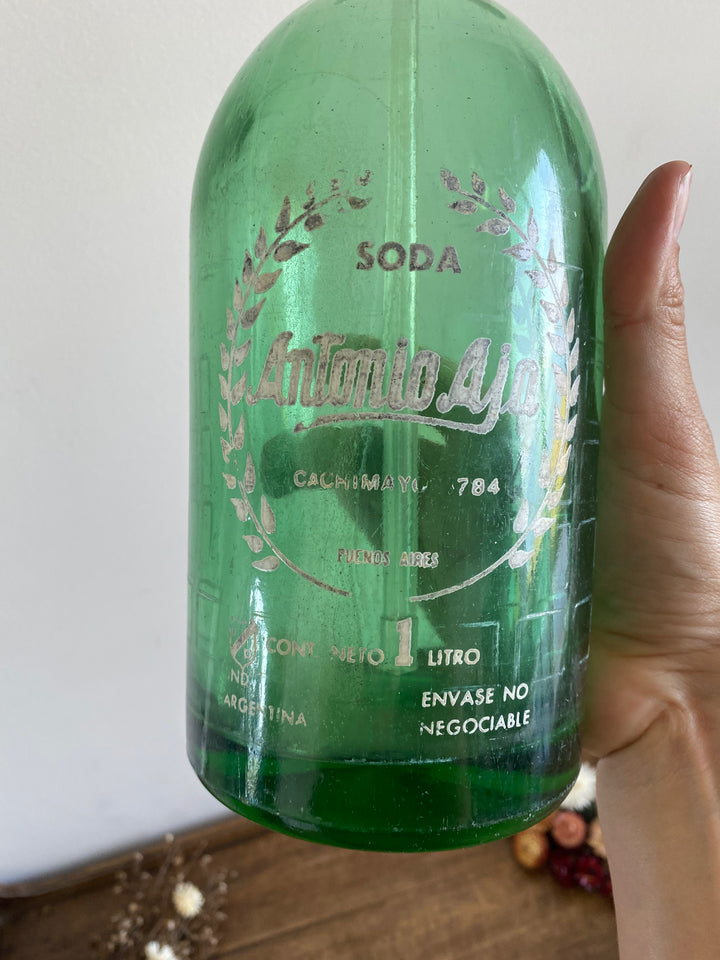 SODA
Antonio Aja
CACHIMAYO 784
BUENOS AIRES
CONT. NETO 1 LITRO
IND.
ARGENTINA
ENVASE NO
NEGOCIABLE